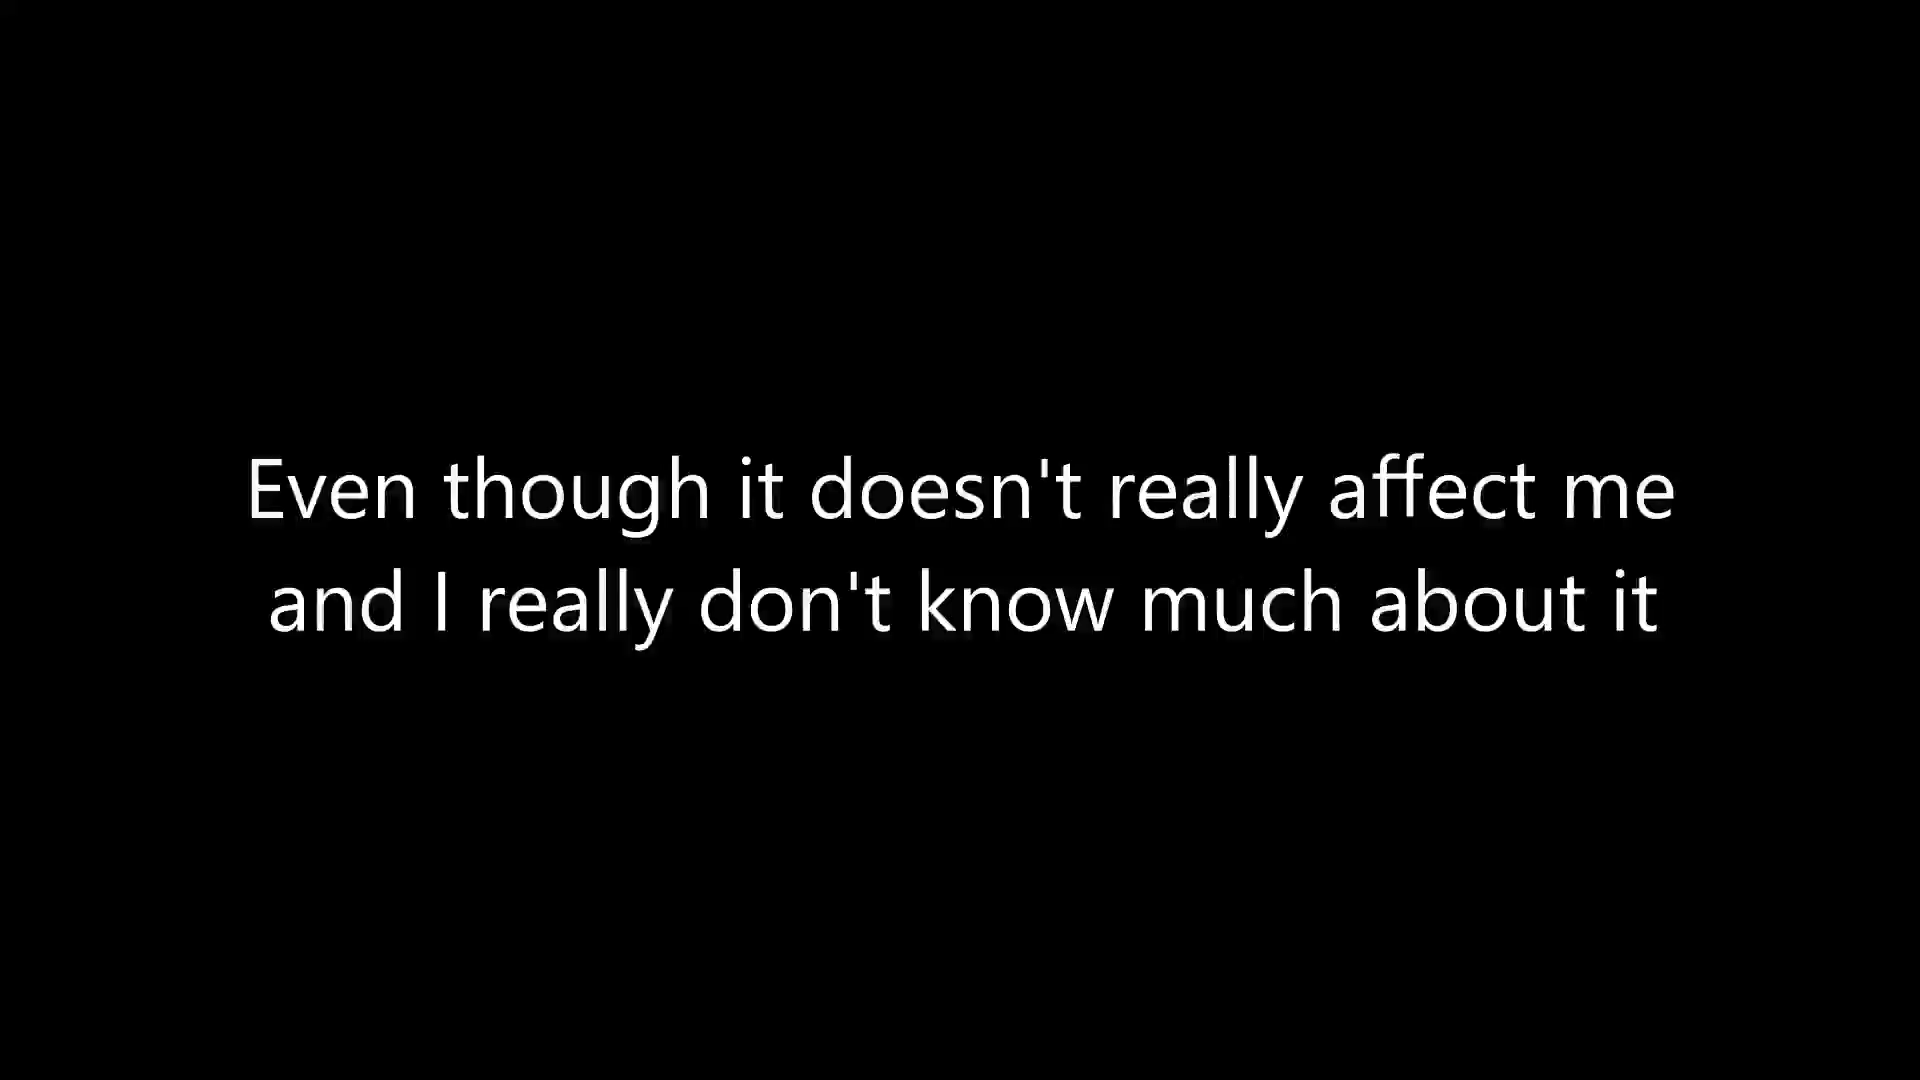 Even though it doesn't really affect me
and I really don't know much about it